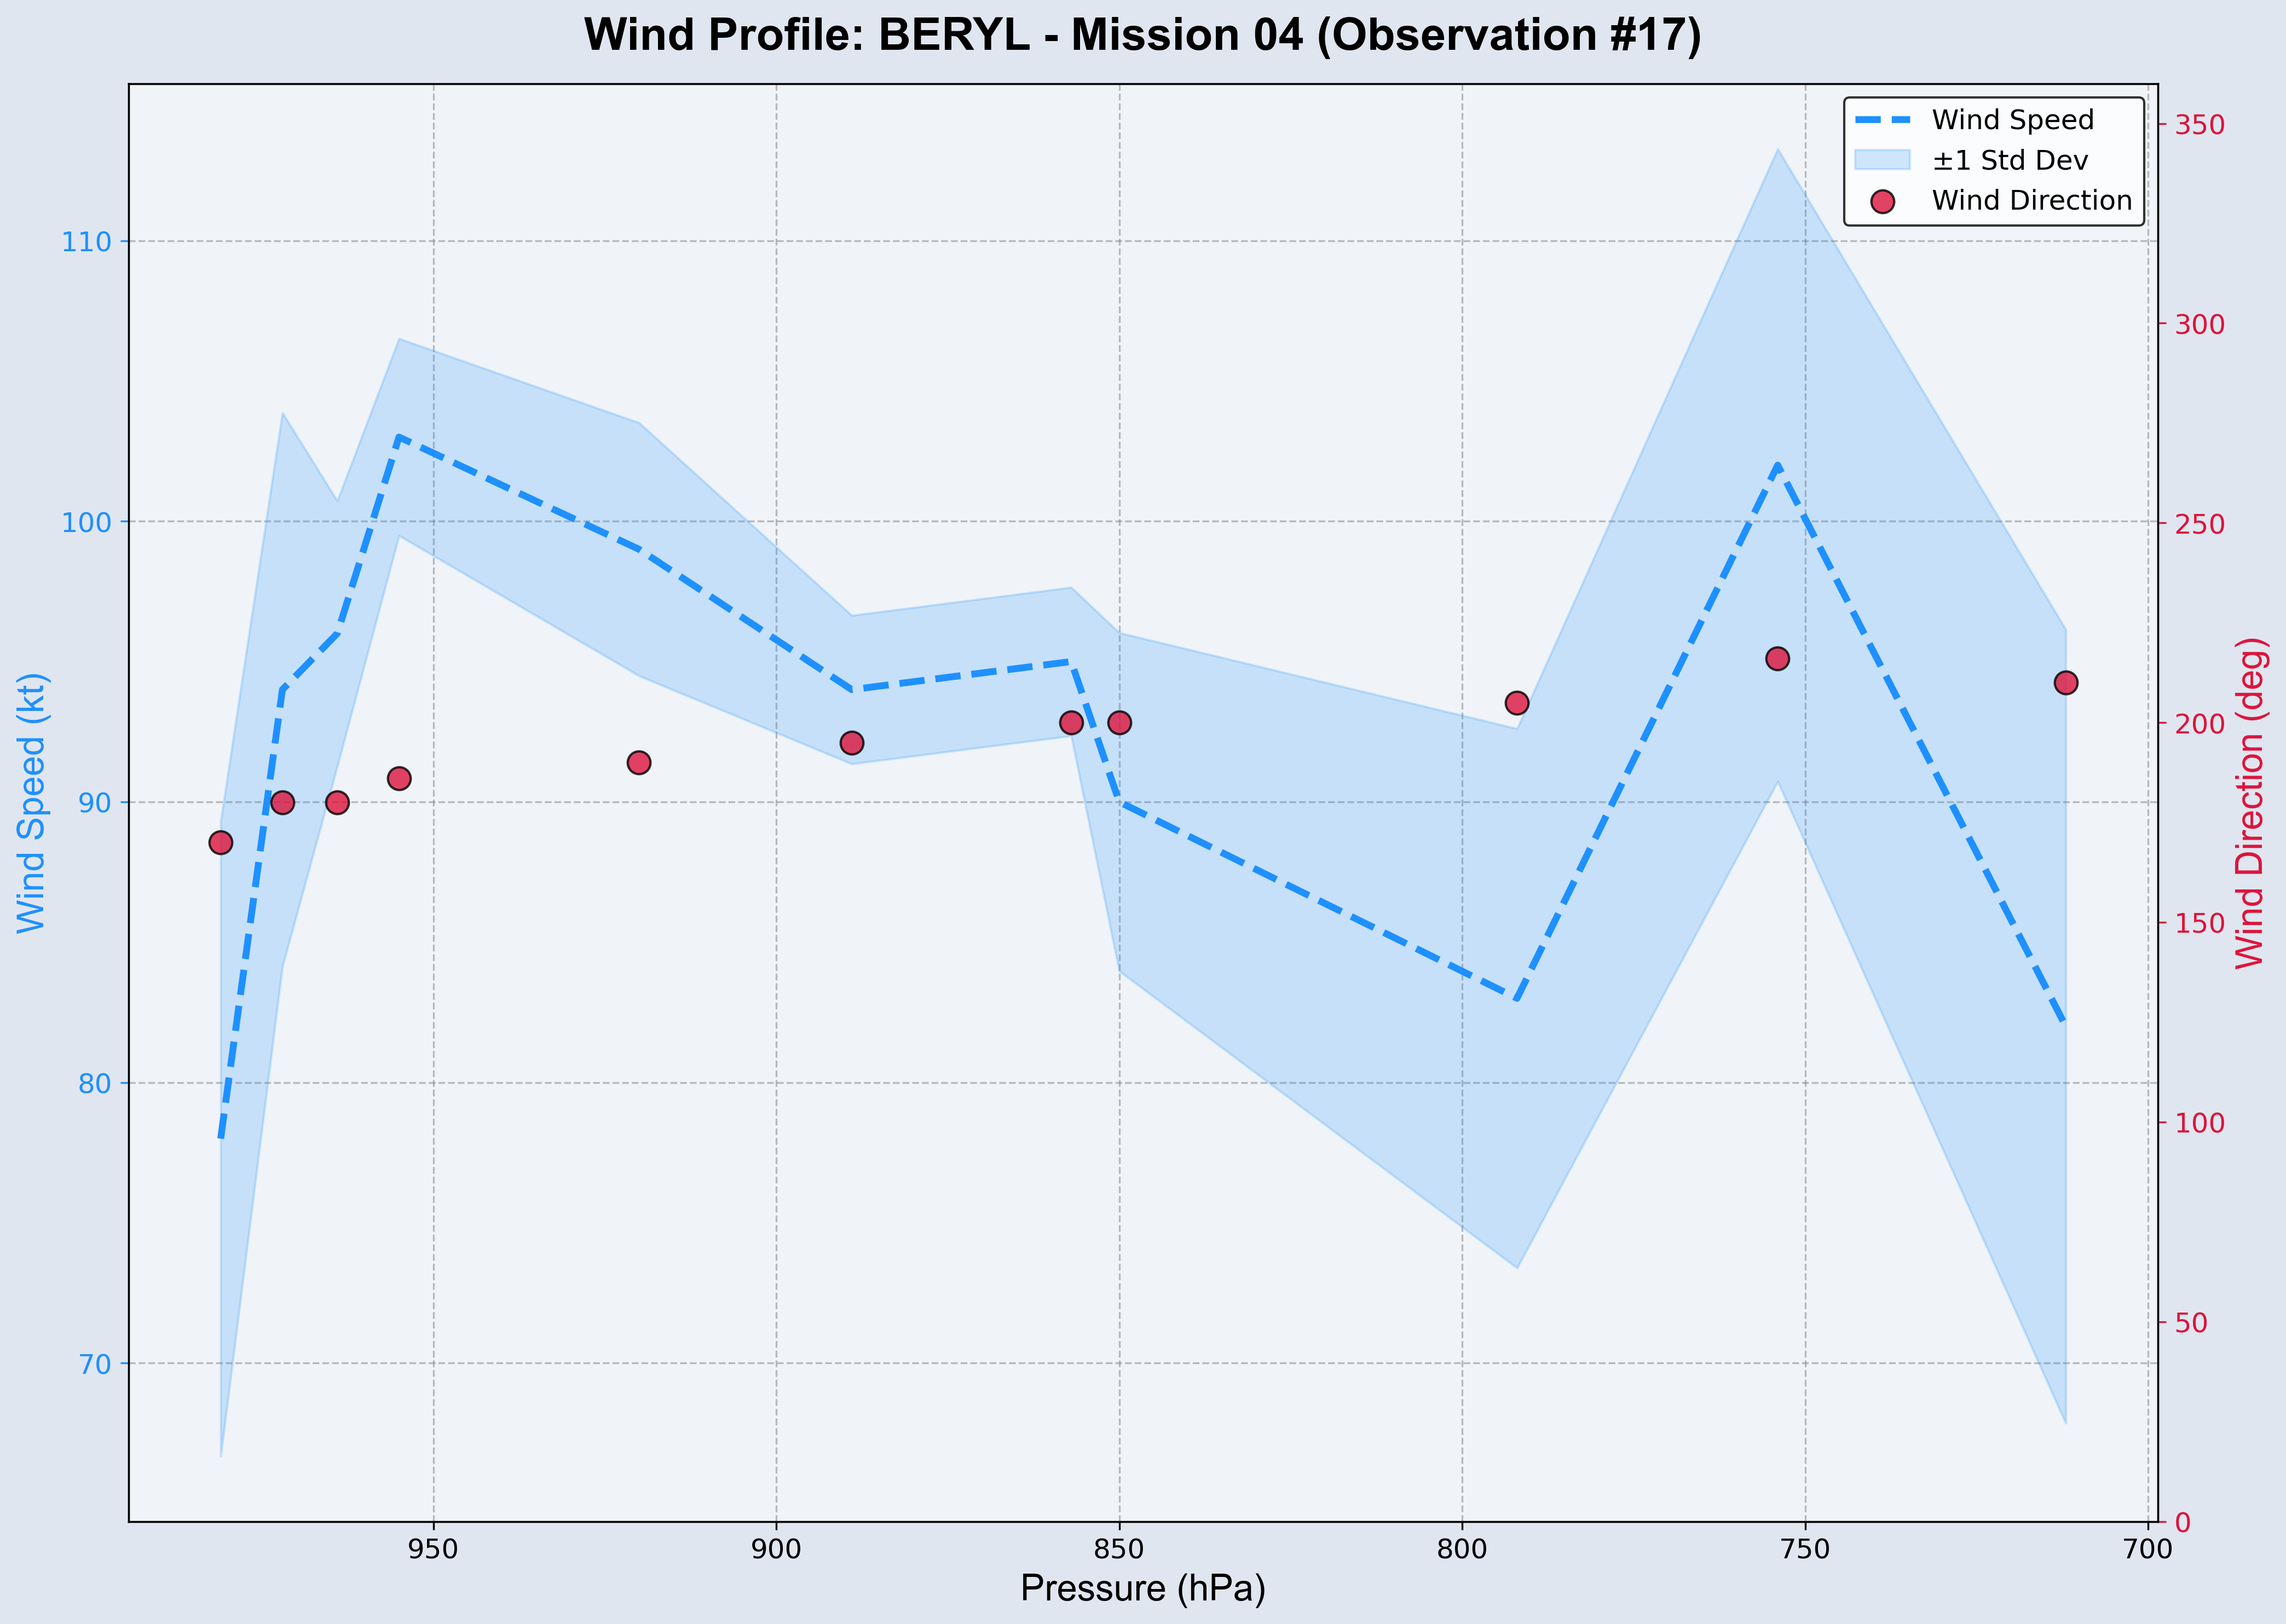 Wind Profile: BERYL - Mission 04 (Observation #17)
Wind Speed
±1 Std Dev
Wind Direction
110
100
90
80
70
Wind Speed (kt)
350
300
250
200
150
100
50
0
Wind Direction (deg)
950 900 850 800 750 700
Pressure (hPa)